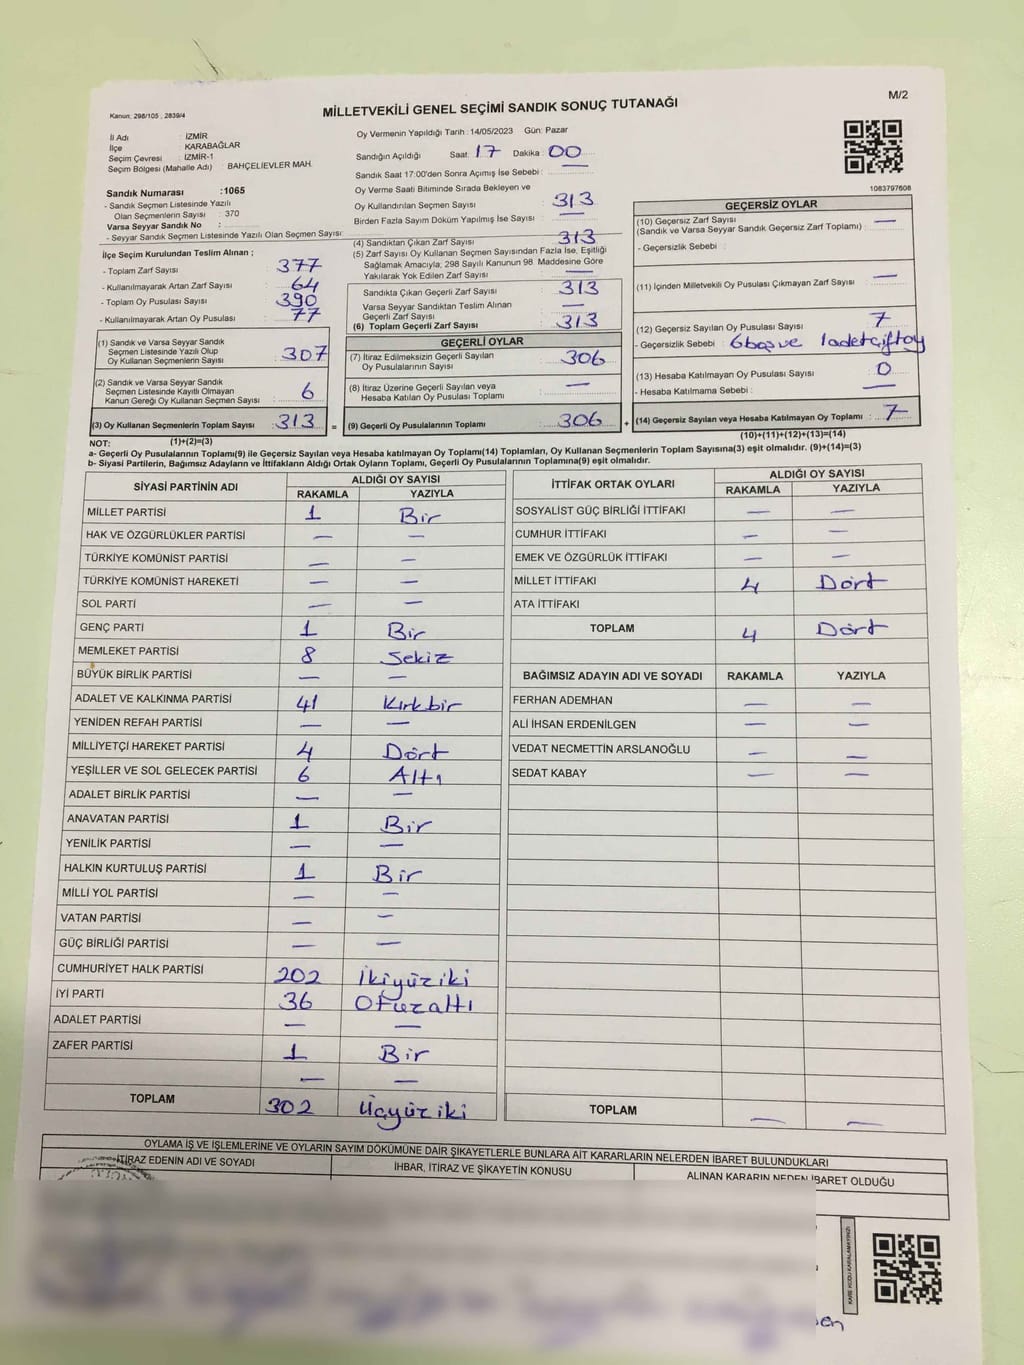 M/2
Kanun: 298/105 , 2839/4
MİLLETVEKİLİ GENEL SEÇİMİ SANDIK SONUÇ TUTANAĞI
İl Adı : İZMİR
İlçe : KARABAĞLAR
Seçim Çevresi : İZMİR-1
Seçim Bölgesi (Mahalle Adı) : BAHÇELİEVLER MAH.
Sandık Numarası :1065
- Sandık Seçmen Listesinde Yazılı
Olan Seçmenlerin Sayısı : 370
Varsa Seyyar Sandık No :
- Seyyar Sandık Seçmen Listesinde Yazılı Olan Seçmen Sayısı:
Oy Vermenin Yapıldığı Tarih : 14/05/2023 Gün: Pazar
Sandığın Açıldığı Saat: 17 Dakika: 00
Sandık Saat 17:00'den Sonra Açımış İse Sebebi : —
Oy Verme Saati Bitiminde Sırada Bekleyen ve
Oy Kullandırılan Seçmen Sayısı : 313
Birden Fazla Sayım Döküm Yapılmış İse Sayısı : —
1083797608
İlçe Seçim Kurulundan Teslim Alınan ;
- Toplam Zarf Sayısı : 377
- Kullanılmayarak Artan Zarf Sayısı : 64
- Toplam Oy Pusulası Sayısı : 390
- Kullanılmayarak Artan Oy Pusulası : 77
(1) Sandık ve Varsa Seyyar Sandık
Seçmen Listesinde Yazılı Olup
Oy Kullanan Seçmenlerin Sayısı : 307
(2) Sandık ve Varsa Seyyar Sandık
Seçmen Listesinde Kayıtlı Olmayan
Kanun Gereği Oy Kullanan Seçmen Sayısı : 6
(3) Oy Kullanan Seçmenlerin Toplam Sayısı : 313 =
(4) Sandıktan Çıkan Zarf Sayısı : 313
(5) Zarf Sayısı Oy Kullanan Seçmen Sayısından Fazla İse, Eşitliği
Sağlamak Amacıyla, 298 Sayılı Kanunun 98. Maddesine Göre
Yakılarak Yok Edilen Zarf Sayısı : —
Sandıkta Çıkan Geçerli Zarf Sayısı : 313
Varsa Seyyar Sandıktan Teslim Alınan
Geçerli Zarf Sayısı : —
(6) Toplam Geçerli Zarf Sayısı : 313
GEÇERLİ OYLAR
(7) İtiraz Edilmeksizin Geçerli Sayılan
Oy Pusulalarının Sayısı : 306
(8) İtiraz Üzerine Geçerli Sayılan veya
Hesaba Katılan Oy Pusulası Toplamı : —
(9) Geçerli Oy Pusulalarının Toplamı : 306 +
GEÇERSİZ OYLAR
(10) Geçersiz Zarf Sayısı
(Sandık ve Varsa Seyyar Sandık Geçersiz Zarf Toplamı) : —
- Geçersizlik Sebebi :
(11) İçinden Milletvekili Oy Pusulası Çıkmayan Zarf Sayısı : —
(12) Geçersiz Sayılan Oy Pusulası Sayısı : 7
- Geçersizlik Sebebi : 6 boş ve 1 adet çift oy
(13) Hesaba Katılmayan Oy Pusulası Sayısı : 0
- Hesaba Katılmama Sebebi : —
(14) Geçersiz Sayılan veya Hesaba Katılmayan Oy Toplamı : 7
NOT: (1)+(2)=(3) (10)+(11)+(12)+(13)=(14)
a- Geçerli Oy Pusulasının Toplamı(9) ile Geçersiz Sayılan veya Hesaba katılmayan Oy Toplamı(14) Toplamları, Oy Kullanan Seçmenlerin Toplam Sayısına(3) eşit olmalıdır. (9)+(14)=(3)
b- Siyasi Partilerin, Bağımsız Adayların ve İttifakların Aldığı Ortak Oyların Toplamı, Geçerli Oy Pusulalarının Toplamına(9) eşit olmalıdır.
SİYASİ PARTİNİN ADI ALDIĞI OY SAYISI
RAKAMLA YAZIYLA
MİLLET PARTİSİ 1 Bir
HAK VE ÖZGÜRLÜKLER PARTİSİ — —
TÜRKİYE KOMÜNİST PARTİSİ — —
TÜRKİYE KOMÜNİST HAREKETİ — —
SOL PARTİ — —
GENÇ PARTİ 1 Bir
MEMLEKET PARTİSİ 8 Sekiz
BÜYÜK BİRLİK PARTİSİ — —
ADALET VE KALKINMA PARTİSİ 41 Kırkbir
YENİDEN REFAH PARTİSİ — —
MİLLİYETÇİ HAREKET PARTİSİ 4 Dört
YEŞİLLER VE SOL GELECEK PARTİSİ 6 Altı
ADALET BİRLİK PARTİSİ — —
ANAVATAN PARTİSİ 1 Bir
YENİLİK PARTİSİ — —
HALKIN KURTULUŞ PARTİSİ 1 Bir
MİLLİ YOL PARTİSİ — —
VATAN PARTİSİ — —
GÜÇ BİRLİĞİ PARTİSİ — —
CUMHURİYET HALK PARTİSİ 202 İkiyüziki
İYİ PARTİ 36 Otuzaltı
ADALET PARTİSİ — —
ZAFER PARTİSİ 1 Bir
— —
TOPLAM 302 Üçyüziki
İTTİFAK ORTAK OYLARI ALDIĞI OY SAYISI
RAKAMLA YAZIYLA
SOSYALİST GÜÇ BİRLİĞİ İTTİFAKI — —
CUMHUR İTTİFAKI — —
EMEK VE ÖZGÜRLÜK İTTİFAKI — —
MİLLET İTTİFAKI 4 Dört
ATA İTTİFAKI
TOPLAM 4 Dört
BAĞIMSIZ ADAYIN ADI VE SOYADI RAKAMLA YAZIYLA
FERHAN ADEMHAN — —
ALİ İHSAN ERDENİLGEN — —
VEDAT NECMETTİN ARSLANOĞLU — —
SEDAT KABAY — —
TOPLAM — —
OYLAMA İŞ VE İŞLEMLERİNE VE OYLARIN SAYIM DÖKÜMÜNE DAİR ŞİKAYETLERLE BUNLARA AİT KARARLARIN NELERDEN İBARET BULUNDUKLARI
İTİRAZ EDENİN ADI VE SOYADI İHBAR, İTİRAZ VE ŞİKAYETİN KONUSU ALINAN KARARIN NEDEN İBARET OLDUĞU
KARE KODU KARALAMAYINIZ!